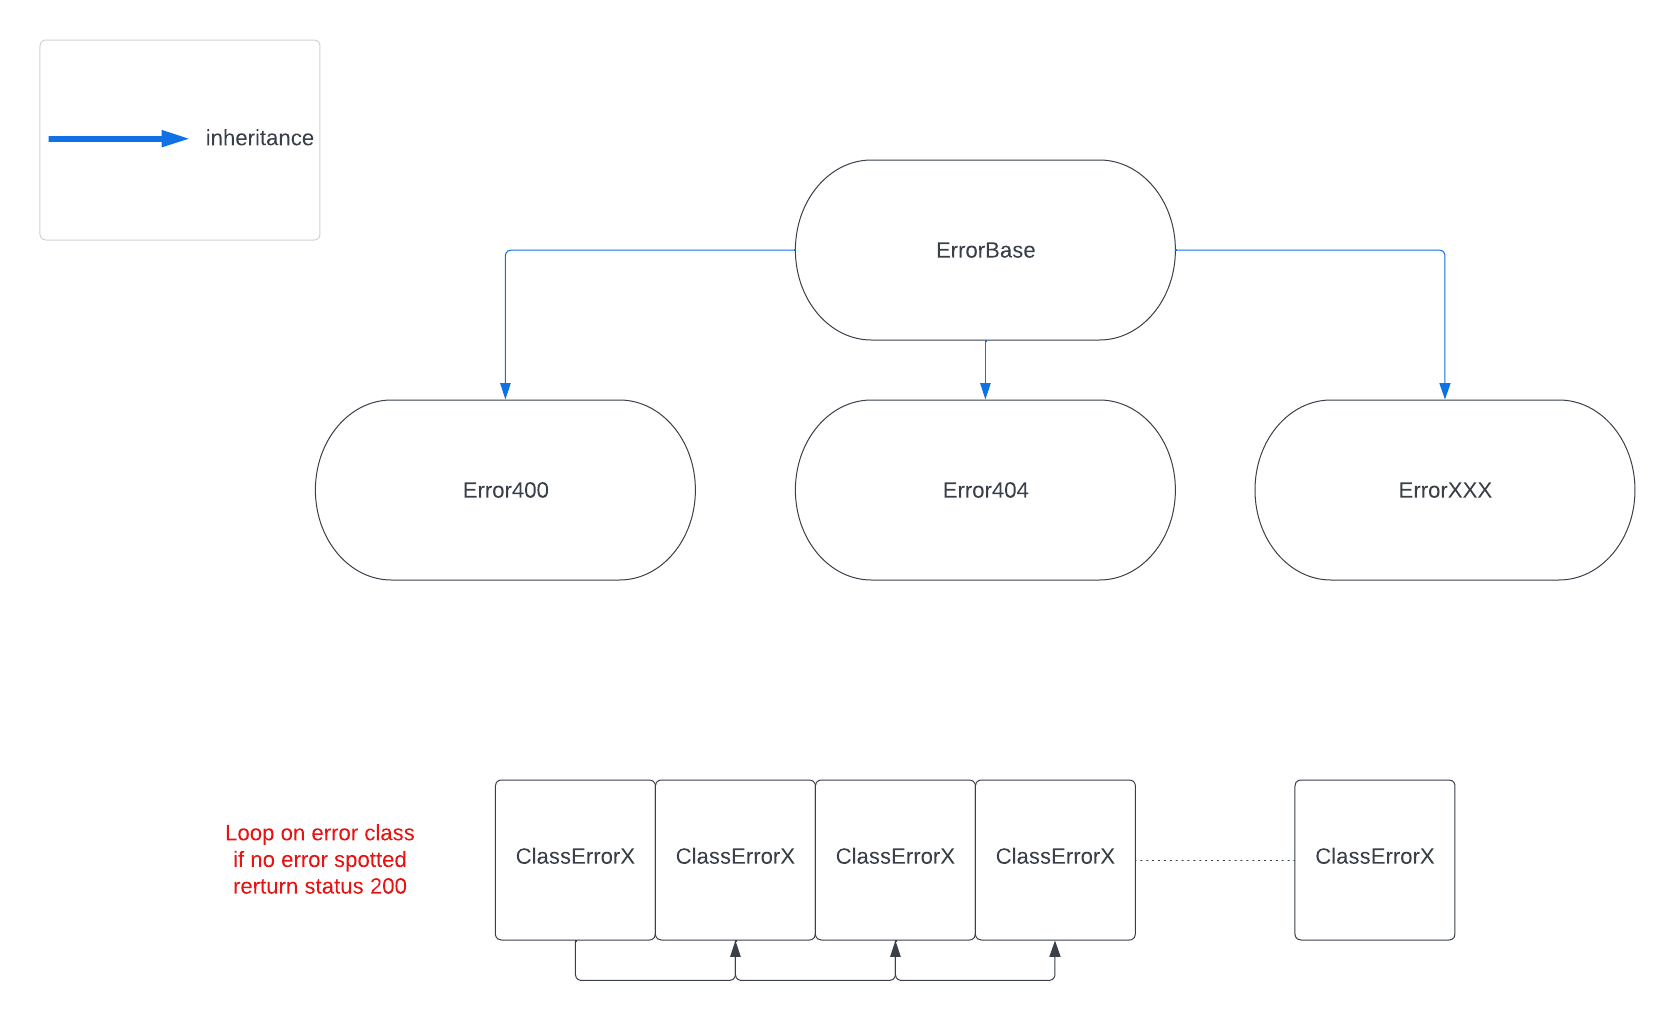 inheritance
ErrorBase
Error400
Error404
ErrorXXX
Loop on error class
if no error spotted
rerturn status 200
ClassErrorX
ClassErrorX
ClassErrorX
ClassErrorX
ClassErrorX